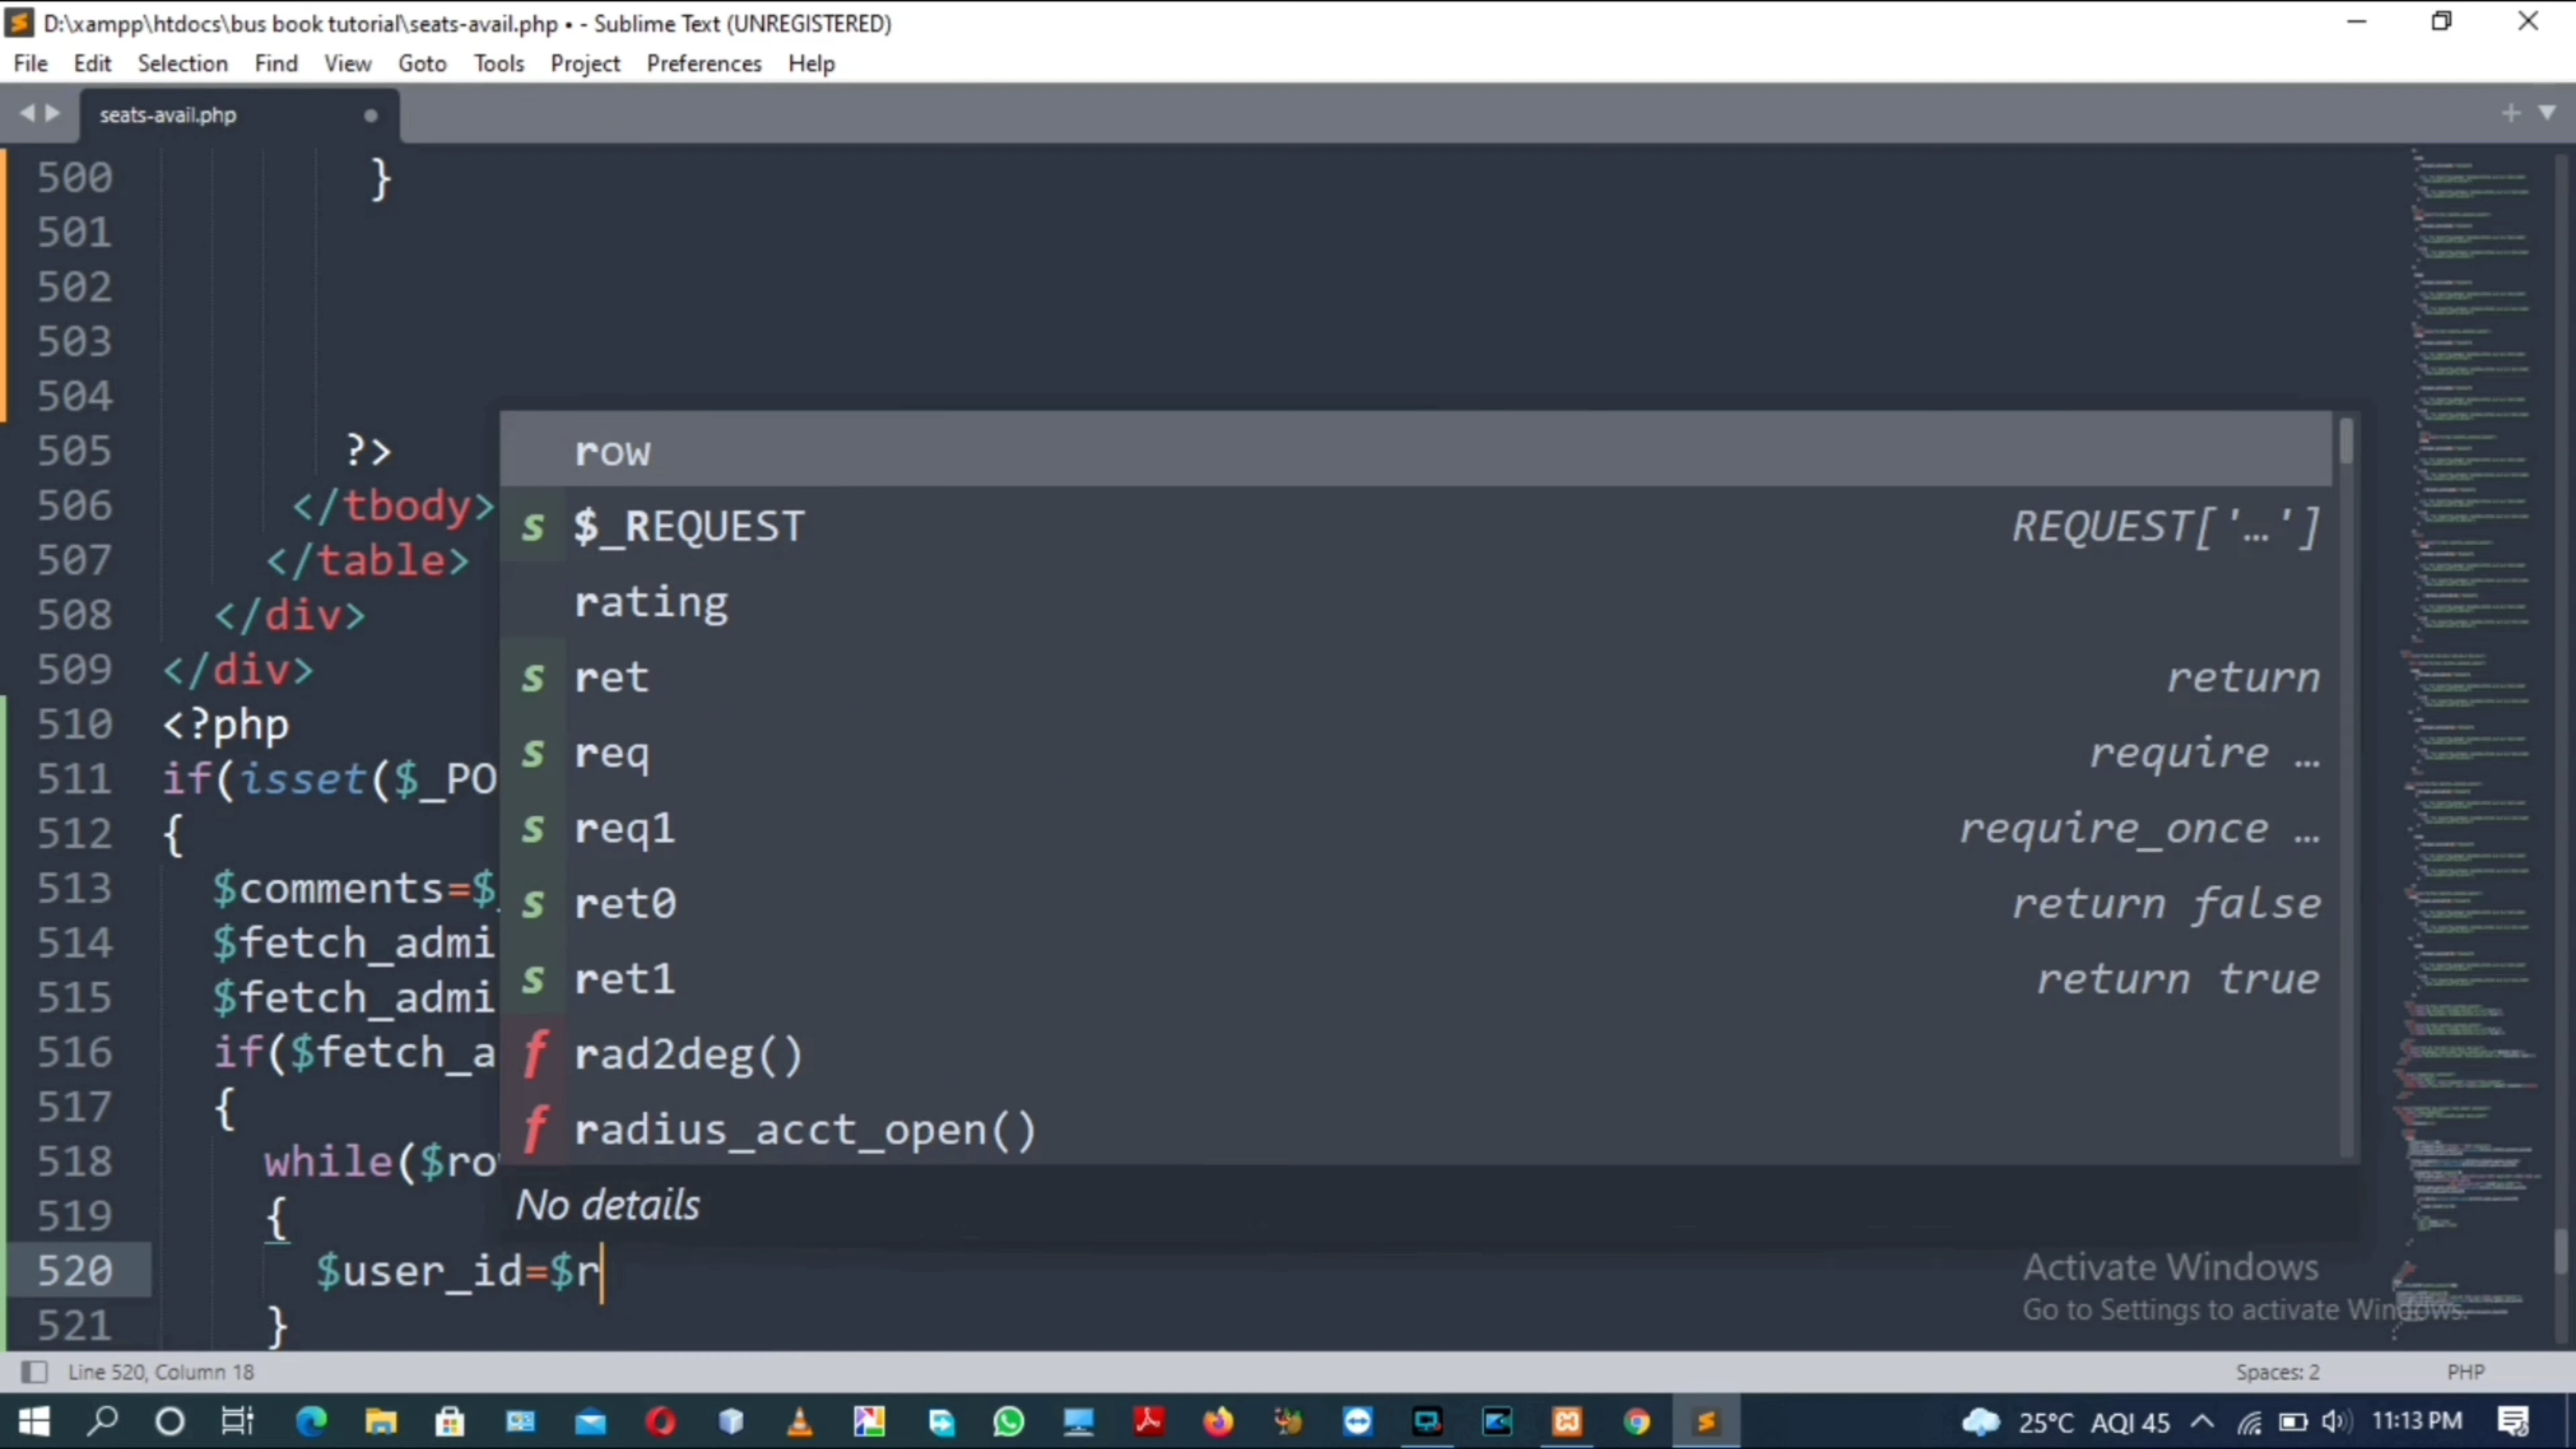 D:\xampp\htdocs\bus book tutorial\seats-avail.php • - Sublime Text (UNREGISTERED)
File Edit Selection Find View Goto Tools Project Preferences Help
seats-avail.php
500 }
501
502
503
504
505 ?>
506 </tbody>
507 </table>
508 </div>
509 </div>
510 <?php
511 if(isset($_PO
512 {
513 $comments=$_
514 $fetch_admi
515 $fetch_admi
516 if($fetch_a
517 {
518 while($ro
519 {
520 $user_id=$r
521 }
row
s $_REQUEST REQUEST['…']
rating
s ret return
s req require …
s req1 require_once …
s ret0 return false
s ret1 return true
f rad2deg()
f radius_acct_open()
No details
Activate Windows
Go to Settings to activate Windows.
Line 520, Column 18 Spaces: 2 PHP
25°C AQI 45 11:13 PM